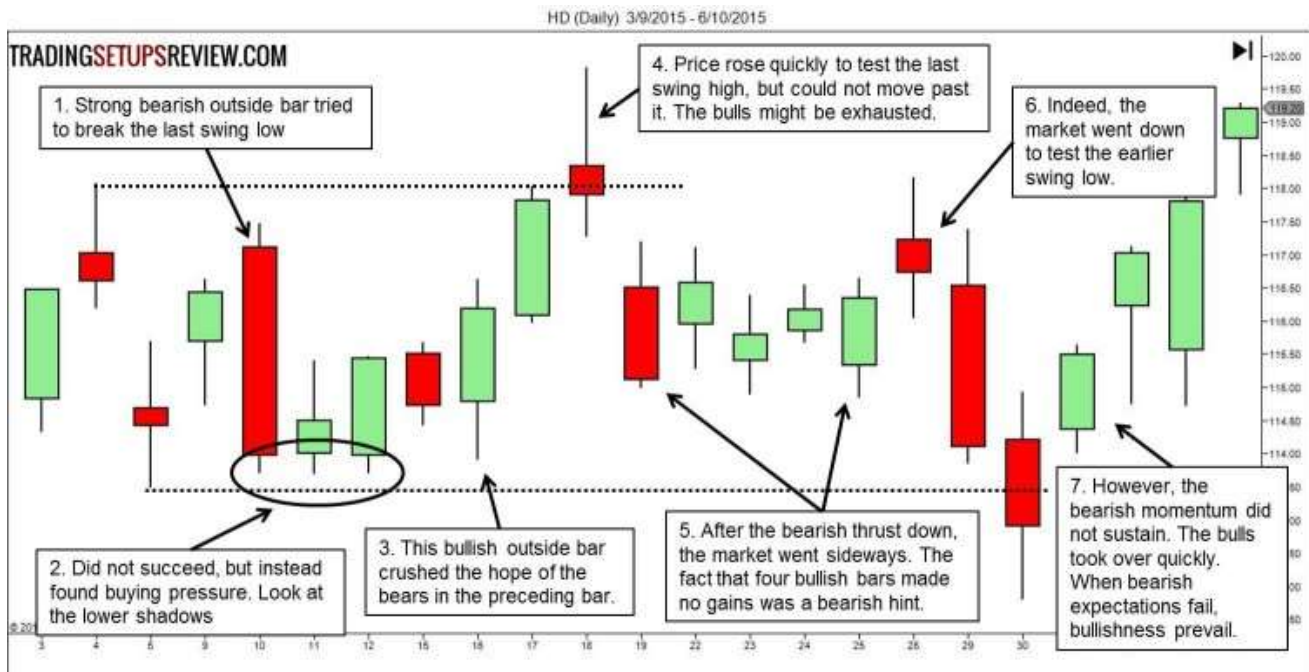 HD (Daily) 3/9/2015 - 6/10/2015
TRADINGSETUPSREVIEW.COM
1. Strong bearish outside bar tried
to break the last swing low
4. Price rose quickly to test the last
swing high, but could not move past
it. The bulls might be exhausted.
6. Indeed, the
market went down
to test the earlier
swing low.
2. Did not succeed, but instead
found buying pressure. Look at
the lower shadows
3. This bullish outside bar
crushed the hope of the
bears in the preceding bar.
5. After the bearish thrust down,
the market went sideways. The
fact that four bullish bars made
no gains was a bearish hint.
7. However, the
bearish momentum did
not sustain. The bulls
took over quickly.
When bearish
expectations fail,
bullishness prevail.
120.00
119.50
119.20
119.00
118.50
118.00
117.50
117.00
116.50
116.00
115.50
115.00
114.50
114.00
© 201
3 4 5 9 10 11 12 15 16 17 18 19 22 23 24 25 26 29 30